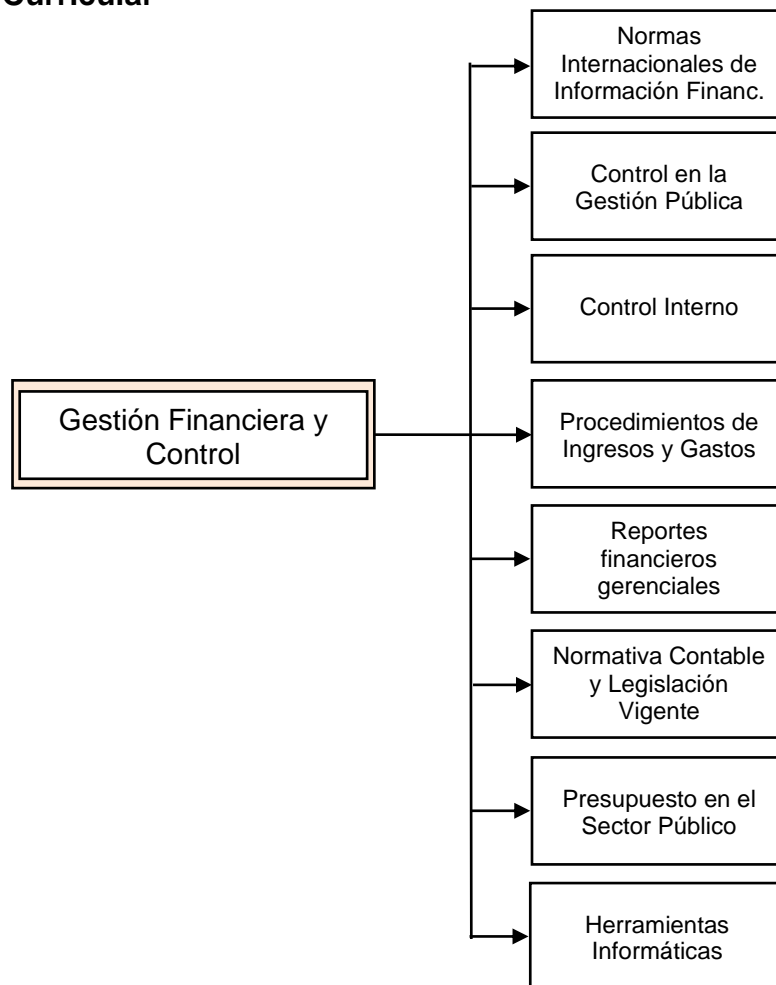 Curricular
Normas
Internacionales de
Información Financ.
Control en la
Gestión Pública
Control Interno
Gestión Financiera y
Control
Procedimientos de
Ingresos y Gastos
Reportes
financieros
gerenciales
Normativa Contable
y Legislación
Vigente
Presupuesto en el
Sector Público
Herramientas
Informáticas